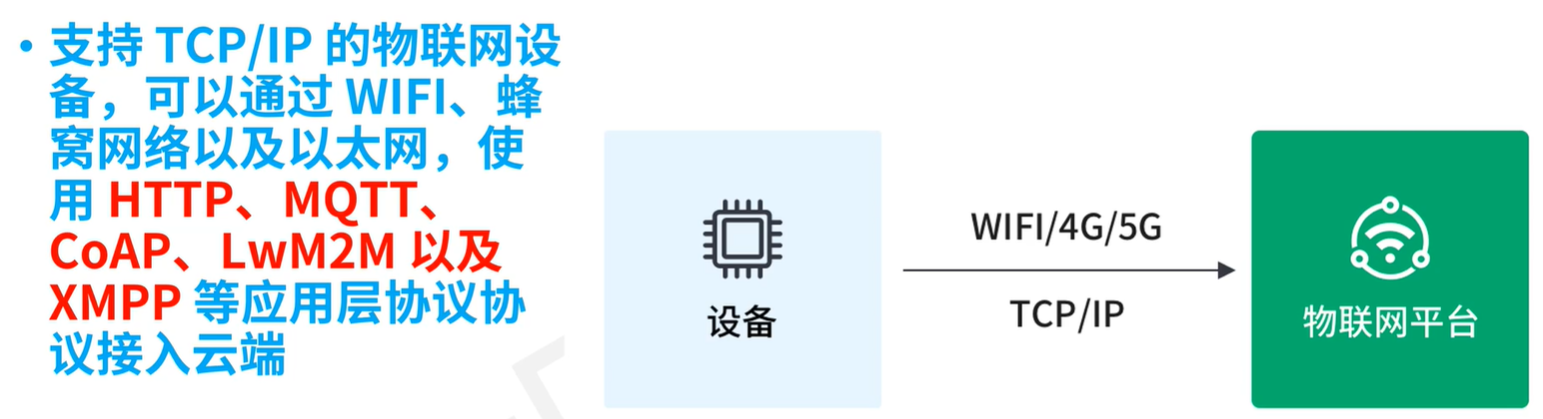 • 支持 TCP/IP 的物联网设
备，可以通过 WIFI、蜂
窝网络以及以太网，使
用 HTTP、MQTT、
CoAP、LwM2M 以及
XMPP 等应用层协议协
议接入云端
设备
WIFI/4G/5G
TCP/IP
物联网平台